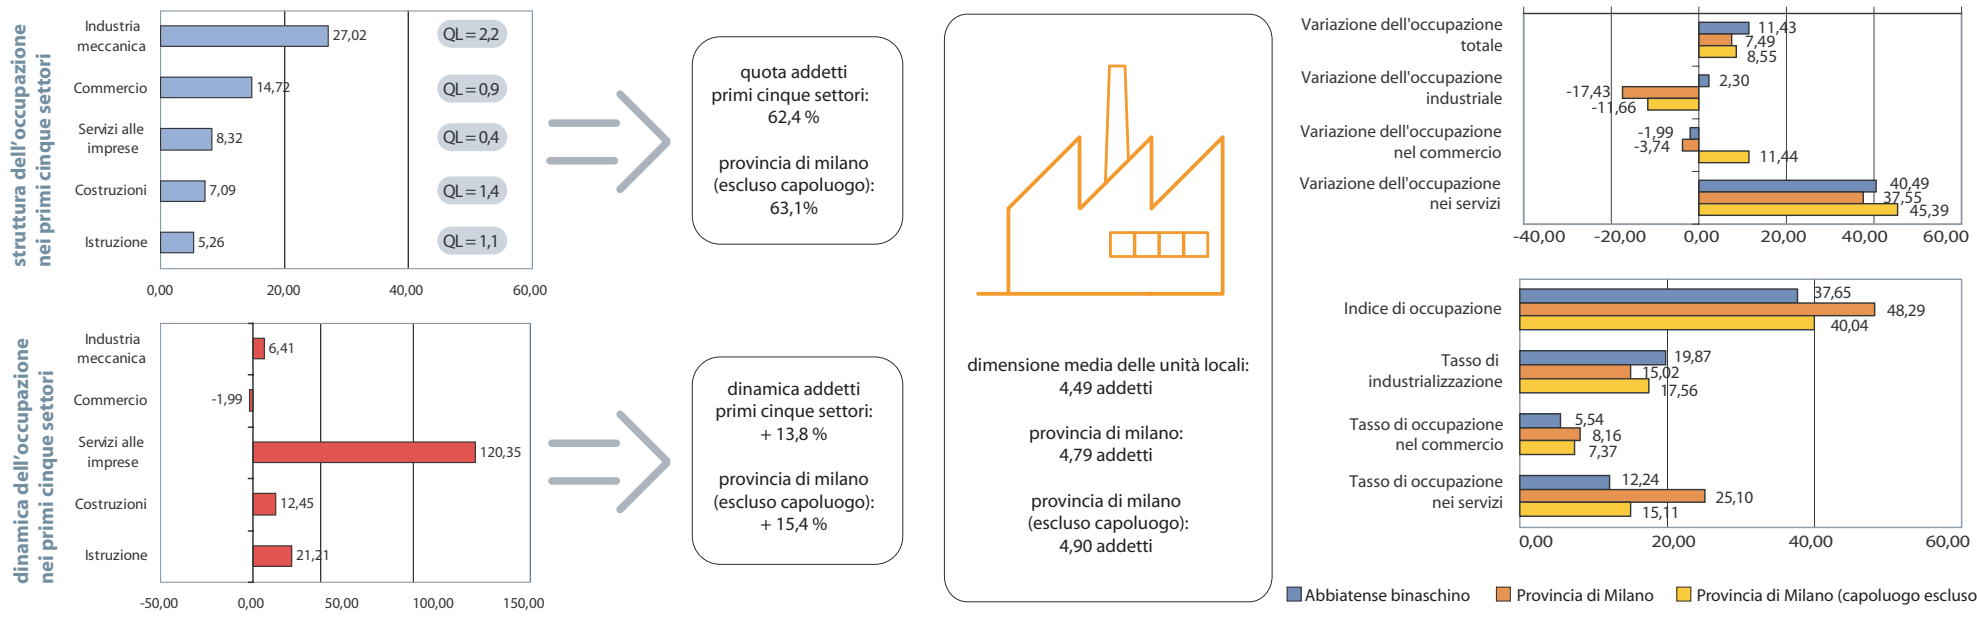 struttura dell'occupazione
nei primi cinque settori
Industria
meccanica
27,02
QL = 2,2
Commercio
14,72
QL = 0,9
Servizi alle
imprese
8,32
QL = 0,4
Costruzioni
7,09
QL = 1,4
Istruzione
5,26
QL = 1,1
0,00 20,00 40,00 60,00
quota addetti
primi cinque settori:
62,4 %
provincia di milano
(escluso capoluogo):
63,1%
dinamica dell'occupazione
nei primi cinque settori
Industria
meccanica
6,41
Commercio
-1,99
Servizi alle
imprese
120,35
Costruzioni
12,45
Istruzione
21,21
-50,00 0,00 50,00 100,00 150,00
dinamica addetti
primi cinque settori:
+ 13,8 %
provincia di milano
(escluso capoluogo):
+ 15,4 %
dimensione media delle unità locali:
4,49 addetti
provincia di milano:
4,79 addetti
provincia di milano
(escluso capoluogo):
4,90 addetti
Variazione dell'occupazione
totale
11,43
7,49
8,55
Variazione dell'occupazione
industriale
2,30
-17,43
-11,66
Variazione dell'occupazione
nel commercio
-1,99
-3,74
11,44
Variazione dell'occupazione
nei servizi
40,49
37,55
45,39
-40,00 -20,00 0,00 20,00 40,00 60,00
Indice di occupazione
37,65
48,29
40,04
Tasso di
industrializzazione
19,87
15,02
17,56
Tasso di occupazione
nel commercio
5,54
8,16
7,37
Tasso di occupazione
nei servizi
12,24
25,10
15,11
0,00 20,00 40,00 60,00
Abbiatense binaschino
Provincia di Milano
Provincia di Milano (capoluogo escluso